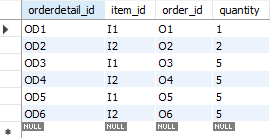 orderdetail_id item_id order_id quantity
OD1 I1 O1 1
OD2 I2 O2 2
OD3 I1 O3 5
OD4 I2 O4 5
OD5 I1 O5 5
OD6 I2 O6 5
NULL NULL NULL NULL